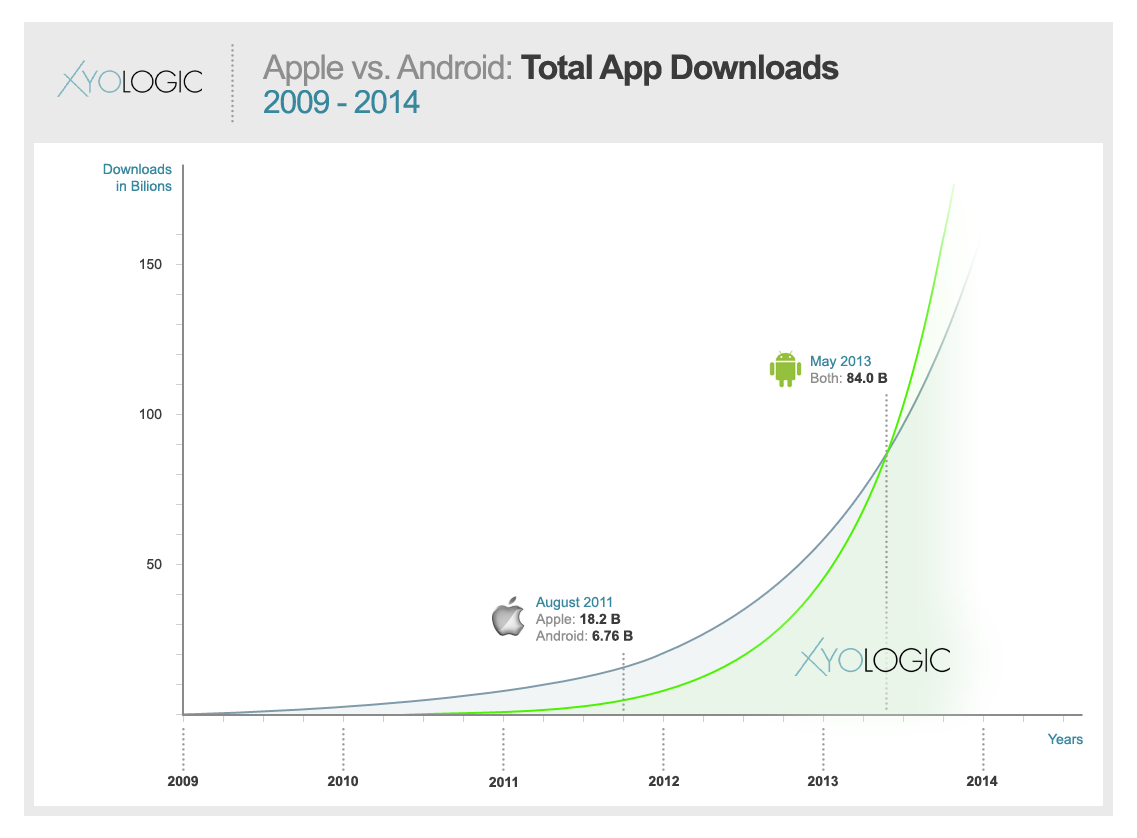 XYOLOGIC
Apple vs. Android: Total App Downloads
2009 - 2014
Downloads
in Bilions
150
100
50
May 2013
Both: 84.0 B
August 2011
Apple: 18.2 B
Android: 6.76 B
XYOLOGIC
Years
2009
2010
2011
2012
2013
2014